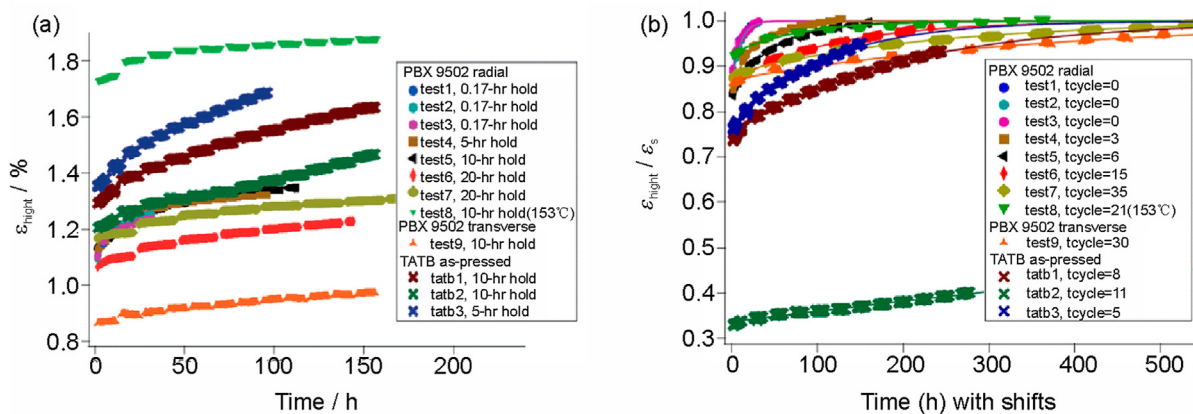 (a)
1.8
1.6
1.4
1.2
1.0
0.8
εhight / %
0
50
100
150
200
Time / h
PBX 9502 radial
test1, 0.17-hr hold
test2, 0.17-hr hold
test3, 0.17-hr hold
test4, 5-hr hold
test5, 10-hr hold
test6, 20-hr hold
test7, 20-hr hold
test8, 10-hr hold(153℃)
PBX 9502 transverse
test9, 10-hr hold
TATB as-pressed
tatb1, 10-hr hold
tatb2, 10-hr hold
tatb3, 5-hr hold
(b)
1.0
0.9
0.8
0.7
0.6
0.5
0.4
0.3
εhight / εs
0
100
200
300
400
500
Time (h) with shifts
PBX 9502 radial
test1, tcycle=0
test2, tcycle=0
test3, tcycle=0
test4, tcycle=3
test5, tcycle=6
test6, tcycle=15
test7, tcycle=35
test8, tcycle=21(153℃)
PBX 9502 transverse
test9, tcycle=30
TATB as-pressed
tatb1, tcycle=8
tatb2, tcycle=11
tatb3, tcycle=5